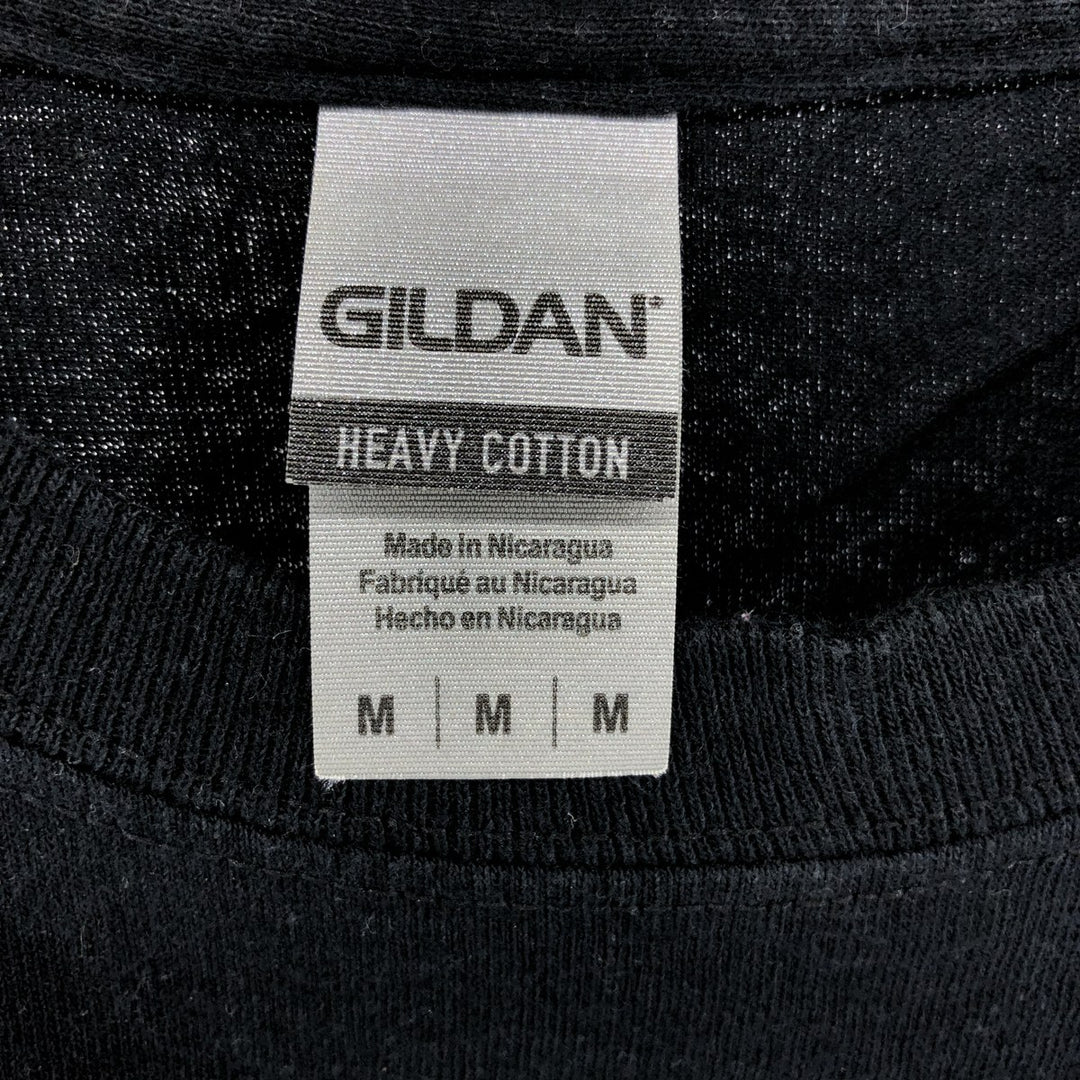 GILDAN
HEAVY COTTON
Made in Nicaragua
Fabriqué au Nicaragua
Hecho en Nicaragua
M | M | M